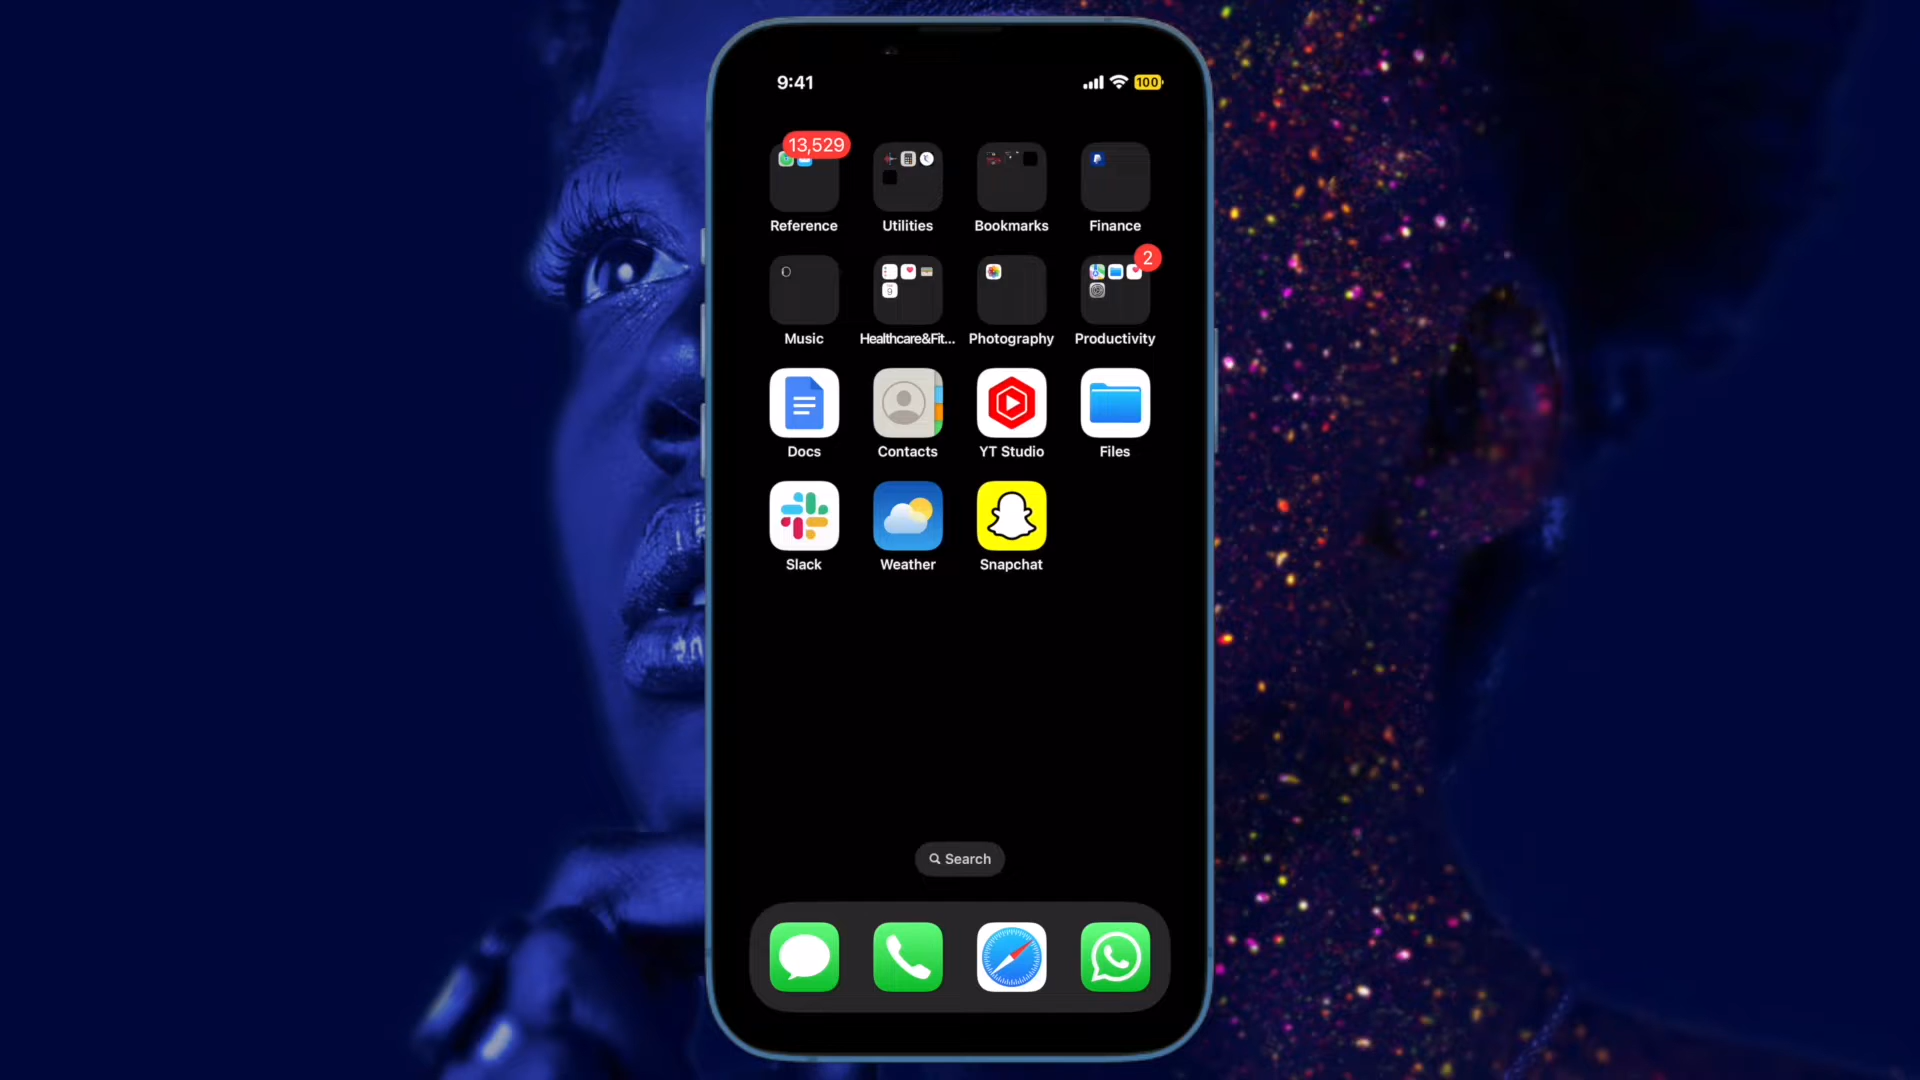 9:41
100
13,529
Reference Utilities Bookmarks Finance
2
9
Music Healthcare&Fit... Photography Productivity
Docs Contacts YT Studio Files
Slack Weather Snapchat
Search